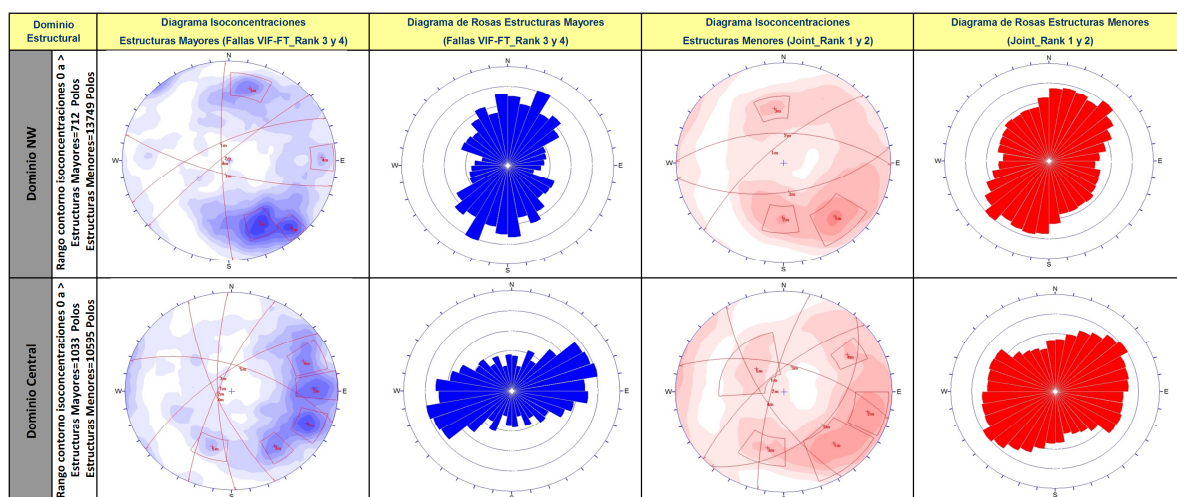 Dominio
Estructural
Diagrama Isoconcentraciones
Estructuras Mayores (Fallas VIF-FT_Rank 3 y 4)
Diagrama de Rosas Estructuras Mayores
(Fallas VIF-FT_Rank 3 y 4)
Diagrama Isoconcentraciones
Estructuras Menores (Joint_Rank 1 y 2)
Diagrama de Rosas Estructuras Menores
(Joint_Rank 1 y 2)
Dominio NW
Rango contorno isoconcentraciones 0 a >
Estructuras Mayores=712 Polos
Estructuras Menores=13749 Polos
N
W
E
S
N
W
E
S
N
W
E
S
N
W
E
S
Dominio Central
Rango contorno isoconcentraciones 0 a >
Estructuras Mayores=1033 Polos
Estructuras Menores=10595 Polos
N
W
E
S
N
W
E
S
N
W
E
S
N
W
E
S